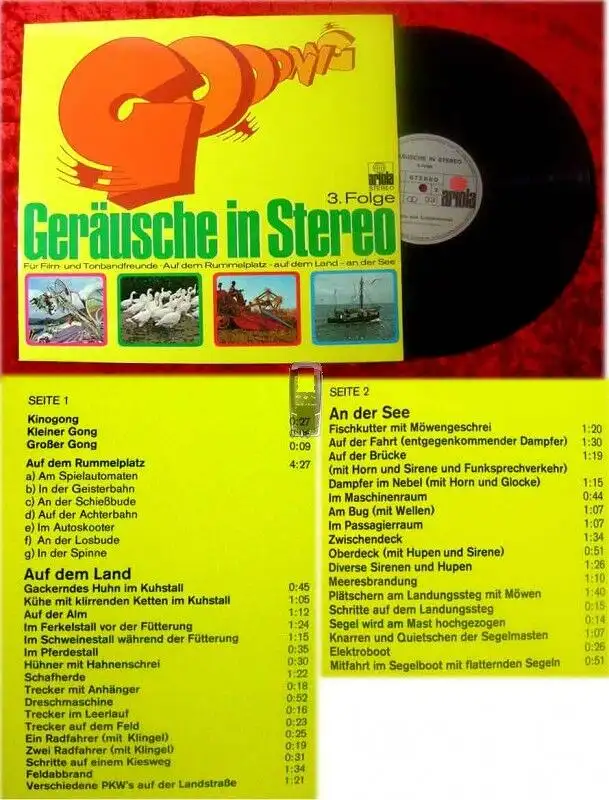 GOOONG
ariola
STEREO
3. Folge
Geräusche in Stereo
Für Film- und Tonbandfreunde · Auf dem Rummelplatz - auf dem Land - an der See
GERÄUSCHE IN STEREO
3. Folge
ariola
33
SEITE 1
Kinogong 0:27
Kleiner Gong
Großer Gong 0:09
Auf dem Rummelplatz 4:27
a) Am Spielautomaten
b) In der Geisterbahn
c) An der Schießbude
d) Auf der Achterbahn
e) Im Autoskooter
f) An der Losbude
g) In der Spinne
Auf dem Land
Gackerndes Huhn im Kuhstall 0:45
Kühe mit klirrenden Ketten im Kuhstall 1:05
Auf der Alm 1:12
Im Ferkelstall vor der Fütterung 1:24
Im Schweinestall während der Fütterung 1:15
Im Pferdestall 0:35
Hühner mit Hahnenschrei 0:30
Schafherde 1:22
Trecker mit Anhänger 0:18
Dreschmaschine 0:52
Trecker im Leerlauf 0:16
Trecker auf dem Feld 0:23
Ein Radfahrer (mit Klingel) 0:25
Zwei Radfahrer (mit Klingel) 0:19
Schritte auf einem Kiesweg 0:31
Feldabbrand 1:34
Verschiedene PKW's auf der Landstraße 1:21
SEITE 2
An der See
Fischkutter mit Möwengeschrei 1:20
Auf der Fahrt (entgegenkommender Dampfer) 1:30
Auf der Brücke 1:19
(mit Horn und Sirene und Funksprechverkehr)
Dampfer im Nebel (mit Horn und Glocke) 1:15
Im Maschinenraum 0:44
Am Bug (mit Wellen) 1:07
Im Passagierraum 1:07
Zwischendeck 1:34
Oberdeck (mit Hupen und Sirene) 0:51
Diverse Sirenen und Hupen 1:26
Meeresbrandung 1:10
Plätschern am Landungssteg mit Möwen 1:40
Schritte auf dem Landungssteg 0:15
Segel wird am Mast hochgezogen 0:14
Knarren und Quietschen der Segelmasten 1:07
Elektroboot 0:26
Mitfahrt im Segelboot mit flatternden Segeln 0:51